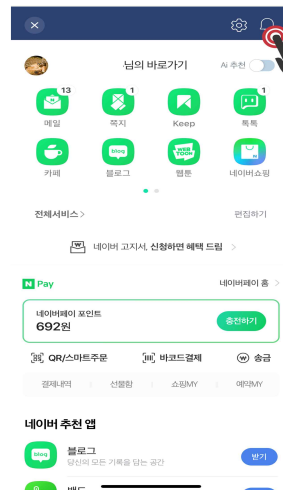 님의 바로가기
Ai 추천
13
1
1
메일
쪽지
Keep
톡톡
blog
WEB TOON
카페
블로그
웹툰
네이버쇼핑
전체서비스 >
편집하기
네이버 고지서, 신청하면 혜택 드림 >
N Pay
네이버페이 홈 >
네이버페이 포인트
692원
충전하기
QR/스마트주문
바코드결제
송금
결제내역
선물함
쇼핑MY
예약MY
네이버 추천 앱
blog
블로그
당신의 모든 기록을 담는 공간
받기
밴드